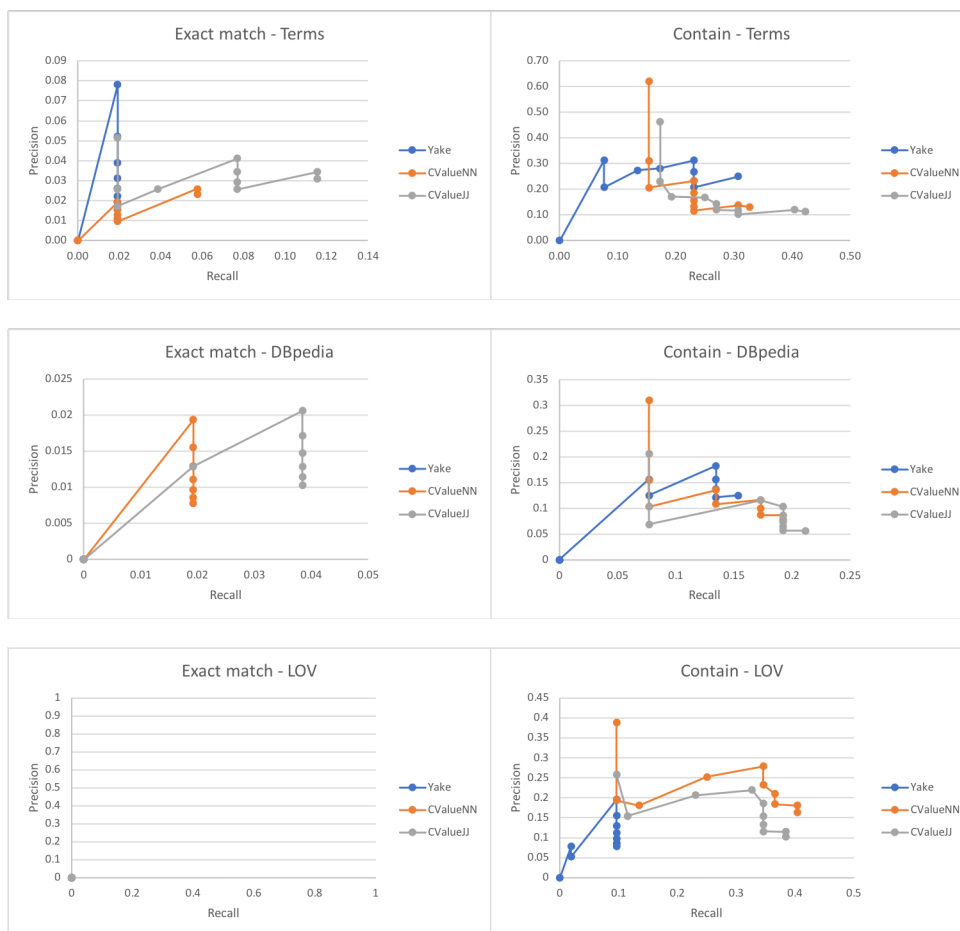 Exact match - Terms
0.09
0.08
0.07
0.06
0.05
0.04
0.03
0.02
0.01
0.00
0.00 0.02 0.04 0.06 0.08 0.10 0.12 0.14
Precision
Recall
Yake
CValueNN
CValueJJ
Contain - Terms
0.70
0.60
0.50
0.40
0.30
0.20
0.10
0.00
0.00 0.10 0.20 0.30 0.40 0.50
Precision
Recall
Yake
CValueNN
CValueJJ
Exact match - DBpedia
0.025
0.02
0.015
0.01
0.005
0
0 0.01 0.02 0.03 0.04 0.05
Precision
Recall
Yake
CValueNN
CValueJJ
Contain - DBpedia
0.35
0.3
0.25
0.2
0.15
0.1
0.05
0
0 0.05 0.1 0.15 0.2 0.25
Precision
Recall
Yake
CValueNN
CValueJJ
Exact match - LOV
1
0.9
0.8
0.7
0.6
0.5
0.4
0.3
0.2
0.1
0
0 0.2 0.4 0.6 0.8 1
Precision
Recall
Yake
CValueNN
CValueJJ
Contain - LOV
0.45
0.4
0.35
0.3
0.25
0.2
0.15
0.1
0.05
0
0 0.1 0.2 0.3 0.4 0.5
Precision
Recall
Yake
CValueNN
CValueJJ